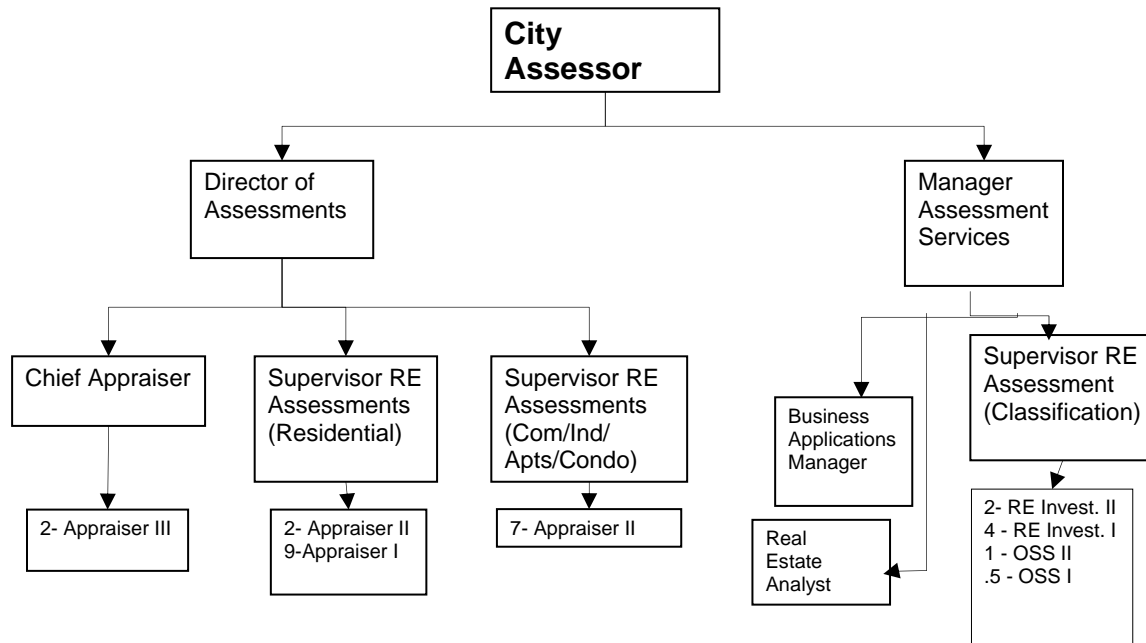 City
Assessor
Director of
Assessments
Manager
Assessment
Services
Chief Appraiser
Supervisor RE
Assessments
(Residential)
Supervisor RE
Assessments
(Com/Ind/
Apts/Condo)
Business
Applications
Manager
Supervisor RE
Assessment
(Classification)
2- Appraiser III
2- Appraiser II
9-Appraiser I
7- Appraiser II
Real
Estate
Analyst
2- RE Invest. II
4 - RE Invest. I
1 - OSS II
.5 - OSS I